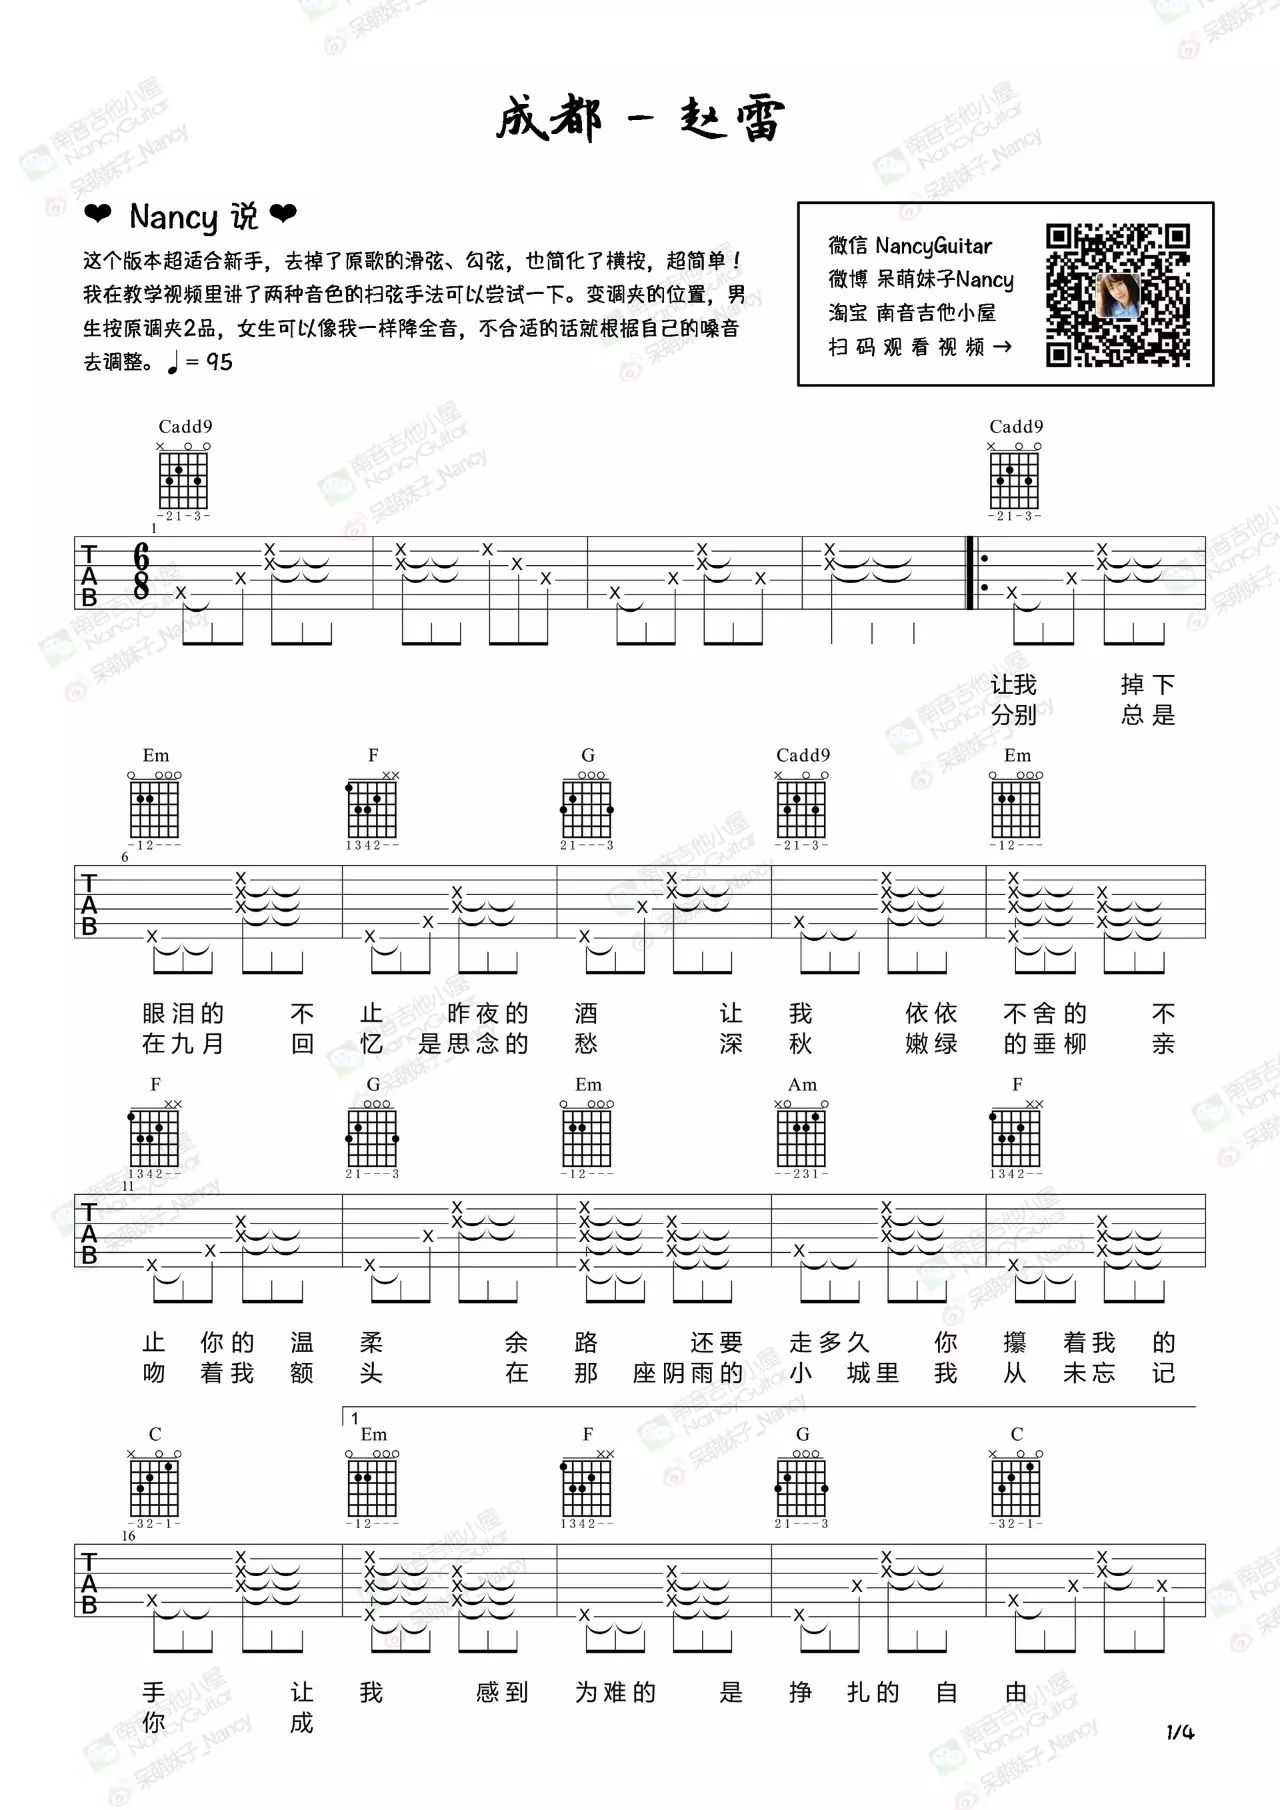 成都 - 赵雷
❤ Nancy 说 ❤
这个版本超适合新手，去掉了原歌的滑弦、勾弦，也简化了横按，超简单！
我在教学视频里讲了两种音色的扫弦手法可以尝试一下。变调夹的位置，男
生按原调夹2品，女生可以像我一样降全音，不合适的话就根据自己的嗓音
去调整。♩= 95
微信 NancyGuitar
微博 呆萌妹子Nancy
淘宝 南音吉他小屋
扫码观看视频 →
Cadd9 Cadd9
-21-3- -21-3-
1
TAB 6/8
让我 掉下
分别 总是
Em F G Cadd9 Em
-12--- 1342-- 21---3 -21-3- -12---
6
TAB
眼泪的 不 止 昨夜的 酒 让 我 依依 不舍的 不
在九月 回 忆 是思念的 愁 深 秋 嫩绿 的垂柳 亲
F G Em Am F
1342-- 21---3 -12--- --231- 1342--
11
TAB
止 你的 温 柔 余 路 还要 走多久 你 攥 着我的
吻 着我 额 头 在 那 座阴雨的 小 城里 我 从 未忘记
1
C Em F G C
-32-1- -12--- 1342-- 21---3 -32-1-
16
TAB
手 让 我 感到 为难的 是 挣 扎的 自 由
你 成
1/4
南音吉他小屋
NancyGuitar
呆萌妹子_Nancy